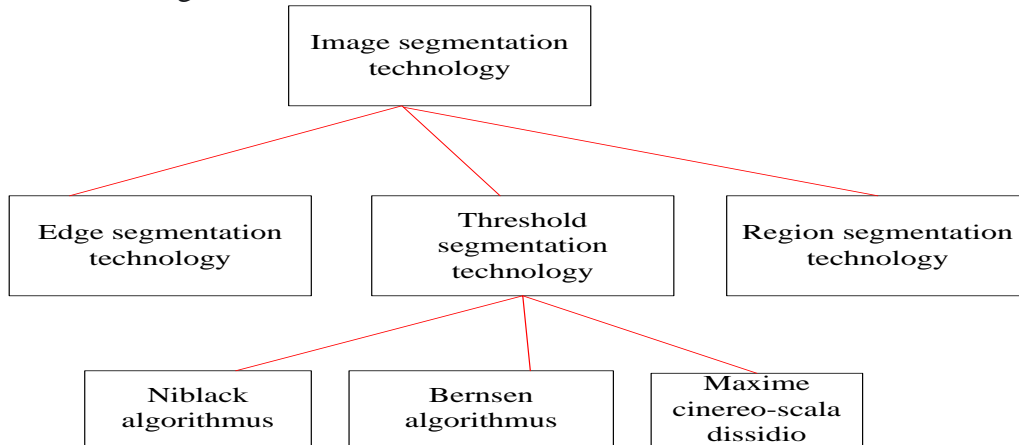 Image segmentation
technology
Edge segmentation
technology
Threshold
segmentation
technology
Region segmentation
technology
Niblack
algorithmus
Bernsen
algorithmus
Maxime
cinereo-scala
dissidio